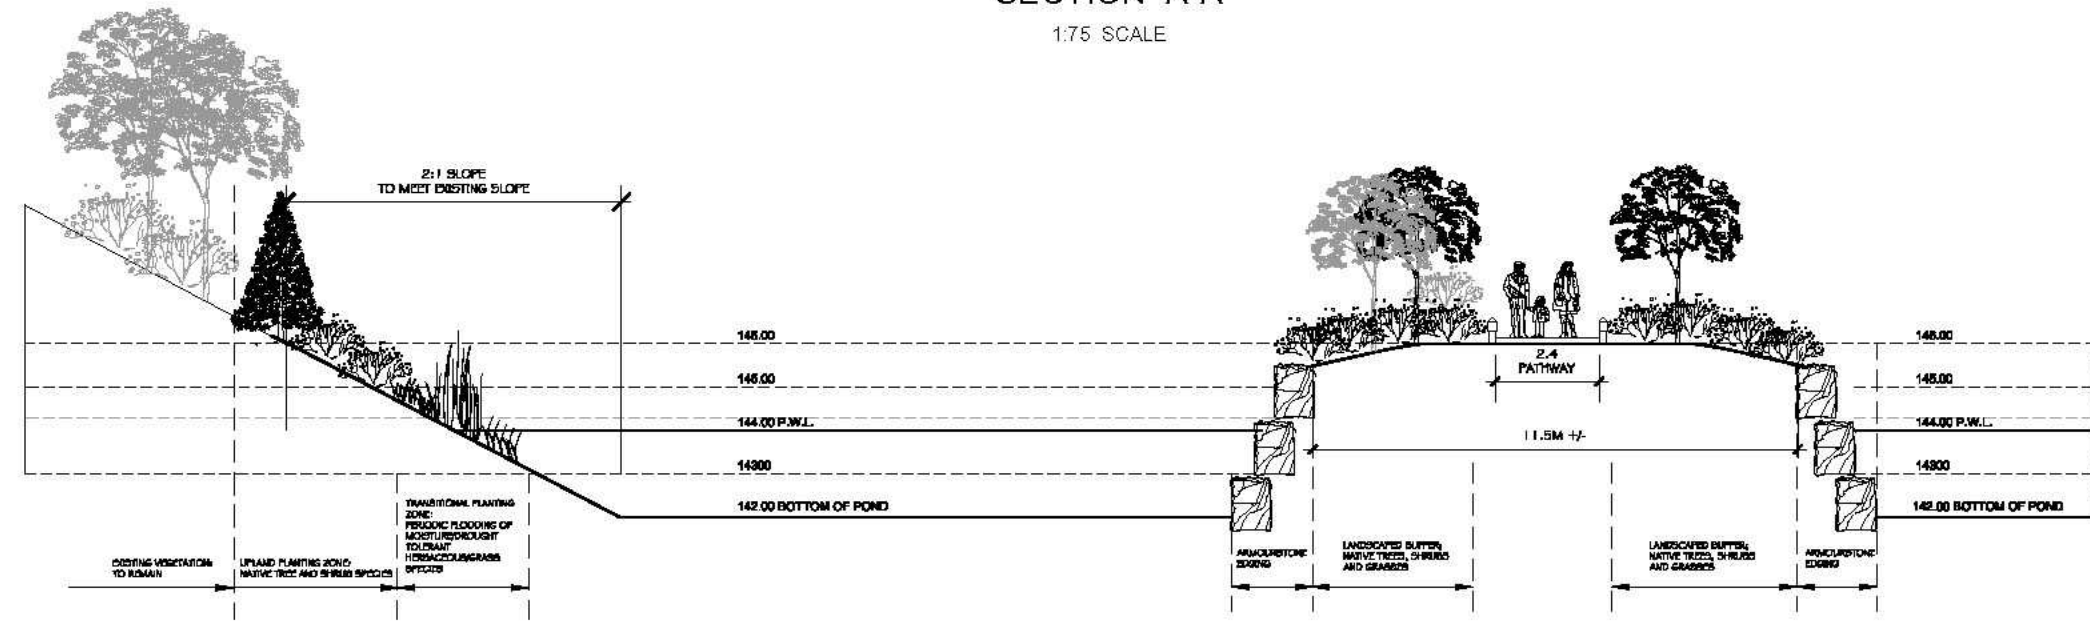 SECTION A-A
1:75 SCALE
2:1 SLOPE
TO MEET EXISTING SLOPE
146.00
145.00
144.00 P.W.L.
14300
142.00 BOTTOM OF POND
2.4
PATHWAY
11.5M +/-
146.00
145.00
144.00 P.W.L.
14300
142.00 BOTTOM OF POND
EXISTING VEGETATION
TO REMAIN
UPLAND PLANTING ZONE:
NATIVE TREE AND SHRUB SPECIES
TRANSITIONAL PLANTING
ZONE:
PERIODIC FLOODING OF
MOISTURE/DROUGHT
TOLERANT
HERBACEOUS/GRASS
SPECIES
ARMOURSTONE
EDGING
LANDSCAPED BUFFER;
NATIVE TREES, SHRUBS
AND GRASSES
LANDSCAPED BUFFER;
NATIVE TREES, SHRUBS
AND GRASSES
ARMOURSTONE
EDGING